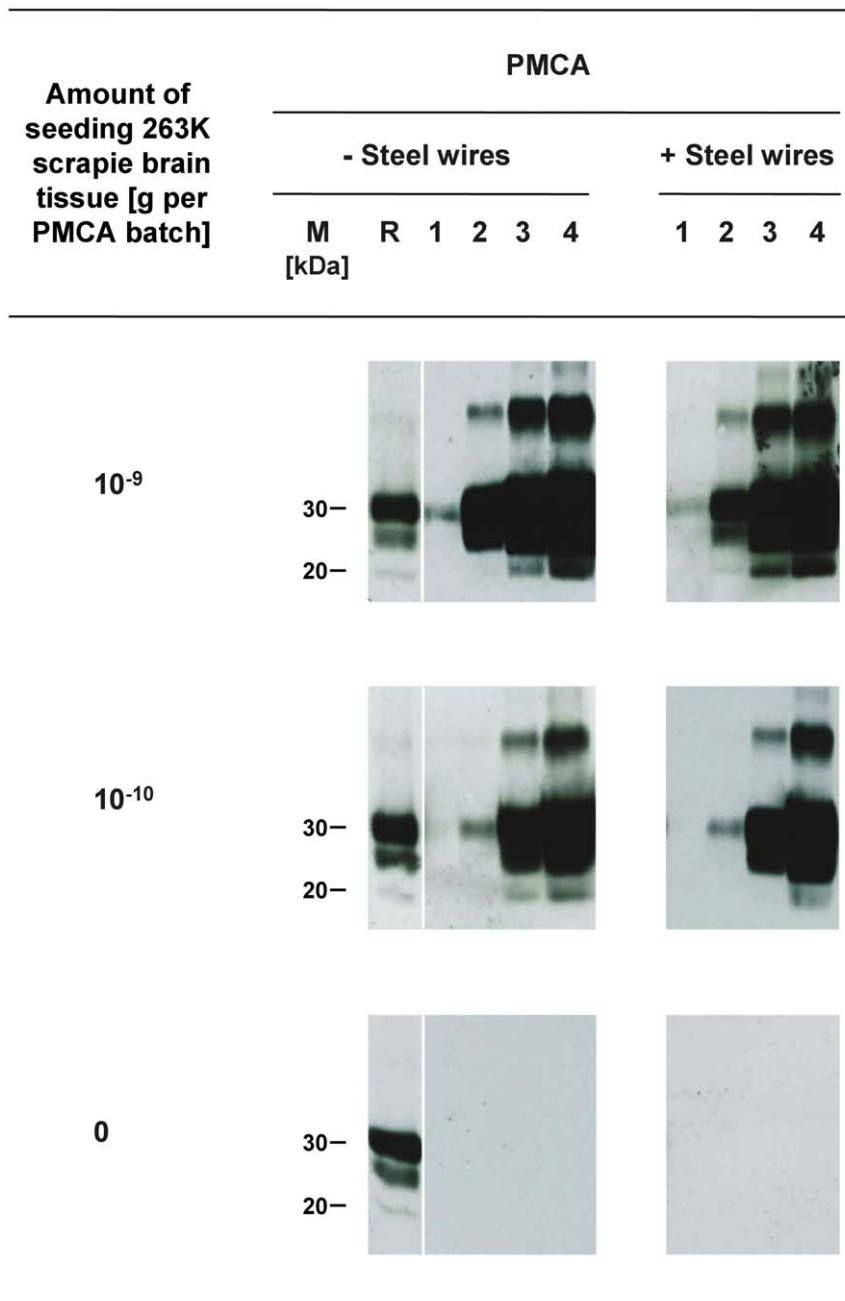 PMCA
Amount of
seeding 263K
scrapie brain
tissue [g per
PMCA batch]
- Steel wires
+ Steel wires
M R 1 2 3 4 1 2 3 4
[kDa]
10⁻⁹
30–
20–
10⁻¹⁰
30–
20–
0
30–
20–